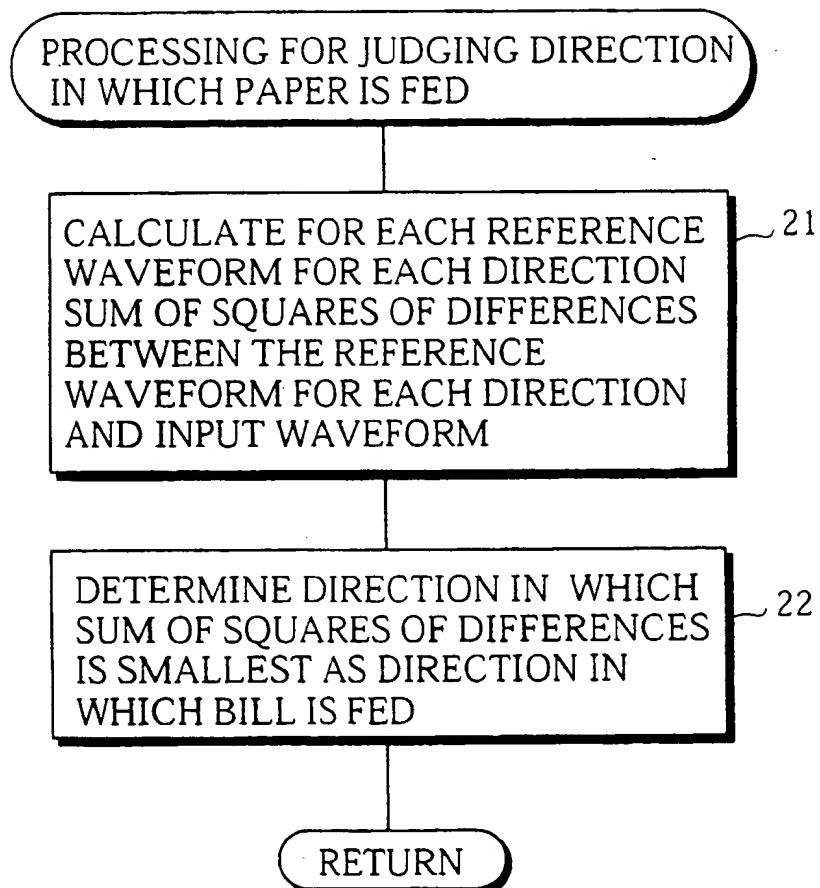 PROCESSING FOR JUDGING DIRECTION
IN WHICH PAPER IS FED
CALCULATE FOR EACH REFERENCE
WAVEFORM FOR EACH DIRECTION
SUM OF SQUARES OF DIFFERENCES
BETWEEN THE REFERENCE
WAVEFORM FOR EACH DIRECTION
AND INPUT WAVEFORM
21
DETERMINE DIRECTION IN WHICH
SUM OF SQUARES OF DIFFERENCES
IS SMALLEST AS DIRECTION IN
WHICH BILL IS FED
22
RETURN